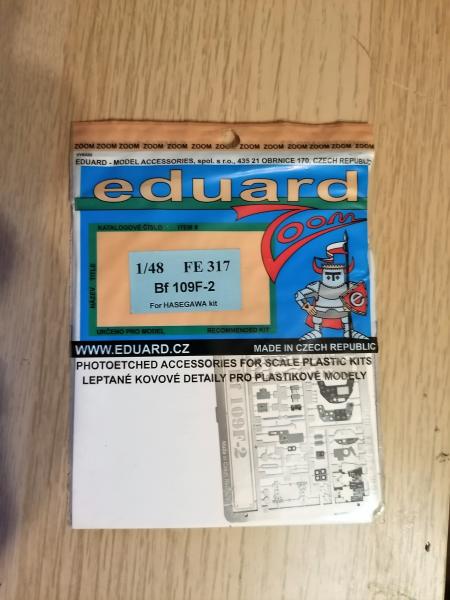 ZOOM ZOOM ZOOM ZOOM ZOOM ZOOM ZOOM ZOOM ZOOM ZOOM ZOOM ZOOM ZOOM
VYRÁBÍ
EDUARD - MODEL ACCESSORIES, spol. s r.o., 435 21 OBRNICE 170, CZECH REPUBLIC
eduard
Zoom
KATALOGOVÉ ČÍSLO ITEM #
NÁZEV TITLE
1/48 FE 317
Bf 109F-2
For HASEGAWA kit
e
URČENO PRO MODEL RECOMMENDED KIT
WWW.EDUARD.CZ MADE IN CZECH REPUBLIC
PHOTOETCHED ACCESSORIES FOR SCALE PLASTIC KITS
LEPTANÉ KOVOVÉ DETAILY PRO PLASTIKOVÉ MODELY
109F-2